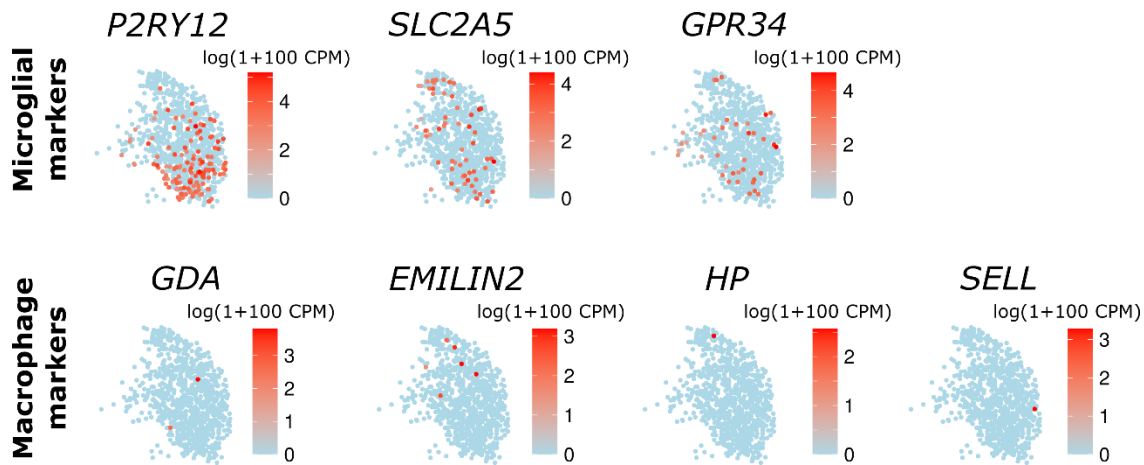 Microglial
markers
P2RY12
log(1+100 CPM)
4
2
0
SLC2A5
log(1+100 CPM)
4
2
0
GPR34
log(1+100 CPM)
4
2
0
Macrophage
markers
GDA
log(1+100 CPM)
3
2
1
0
EMILIN2
log(1+100 CPM)
3
2
1
0
HP
log(1+100 CPM)
2
1
0
SELL
log(1+100 CPM)
3
2
1
0